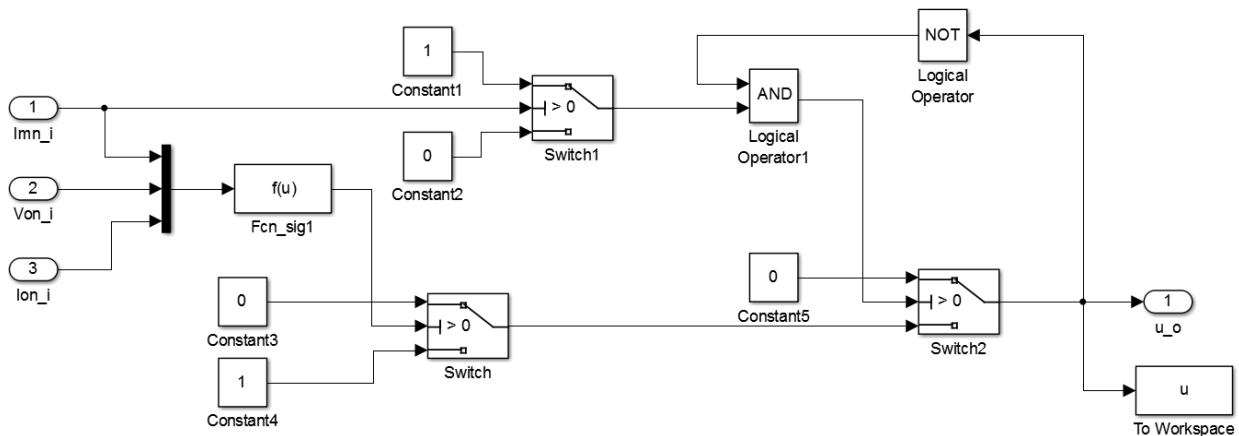 NOT
Logical
Operator
1
Constant1
> 0
Switch1
AND
Logical
Operator1
1
Imn_i
0
Constant2
2
Von_i
f(u)
Fcn_sig1
3
Ion_i
0
Constant3
> 0
Switch
1
Constant4
0
Constant5
> 0
Switch2
1
u_o
u
To Workspace